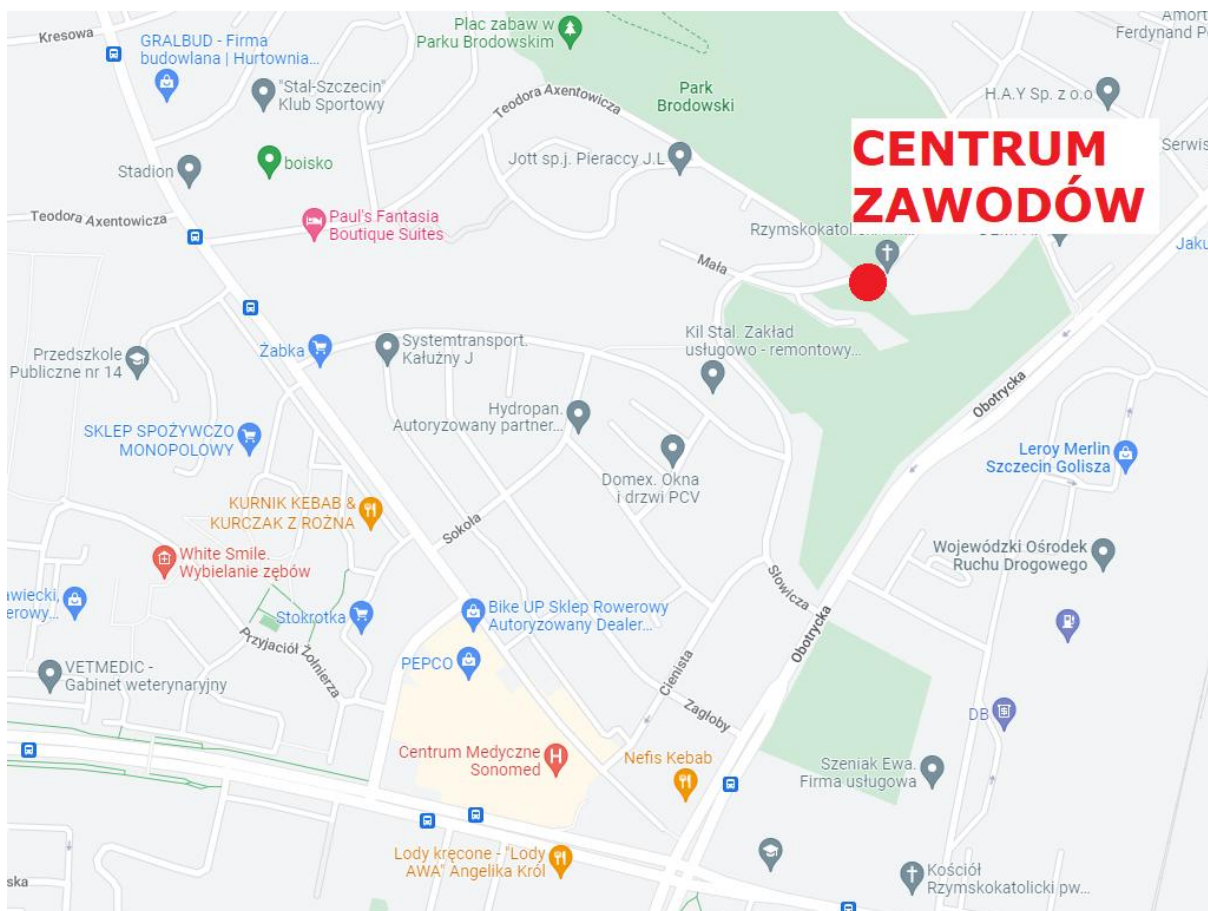 Kresowa
GRALBUD - Firma
budowlana | Hurtownia...
Plac zabaw w
Parku Brodowskim
Amort
Ferdynand P
"Stal-Szczecin"
Klub Sportowy
Teodora Axentowicza
Park
Brodowski
H.A.Y Sp. z o.o
Serwis
Stadion
boisko
Jott sp.j. Pieraccy J.L
CENTRUM
ZAWODÓW
Teodora Axentowicza
Paul's Fantasia
Boutique Suites
Rzymskokatolicki
Jaku
Mała
Przedszkole
Publiczne nr 14
Żabka
Systemtransport.
Kałużny J
Kil Stal. Zakład
usługowo - remontowy...
Obotrycka
Hydropan.
Autoryzowany partner...
SKLEP SPOŻYWCZO
MONOPOLOWY
Leroy Merlin
Szczecin Golisza
Domex. Okna
i drzwi PCV
KURNIK KEBAB &
KURCZAK Z ROŻNA
Sokola
White Smile.
Wybielanie zębów
Wojewódzki Ośrodek
Ruchu Drogowego
Słowicza
awiecki,
erowy...
Stokrotka
Bike UP Sklep Rowerowy
Autoryzowany Dealer...
Obotrycka
Przyjaciół Żołnierza
PEPCO
VETMEDIC -
Gabinet weterynaryjny
Cienista
Zagłoby
DB
Centrum Medyczne
Sonomed
H
Nefis Kebab
Szeniak Ewa.
Firma usługowa
Lody kręcone - "Lody
AWA" Angelika Król
Kościół
Rzymskokatolicki pw...
ska